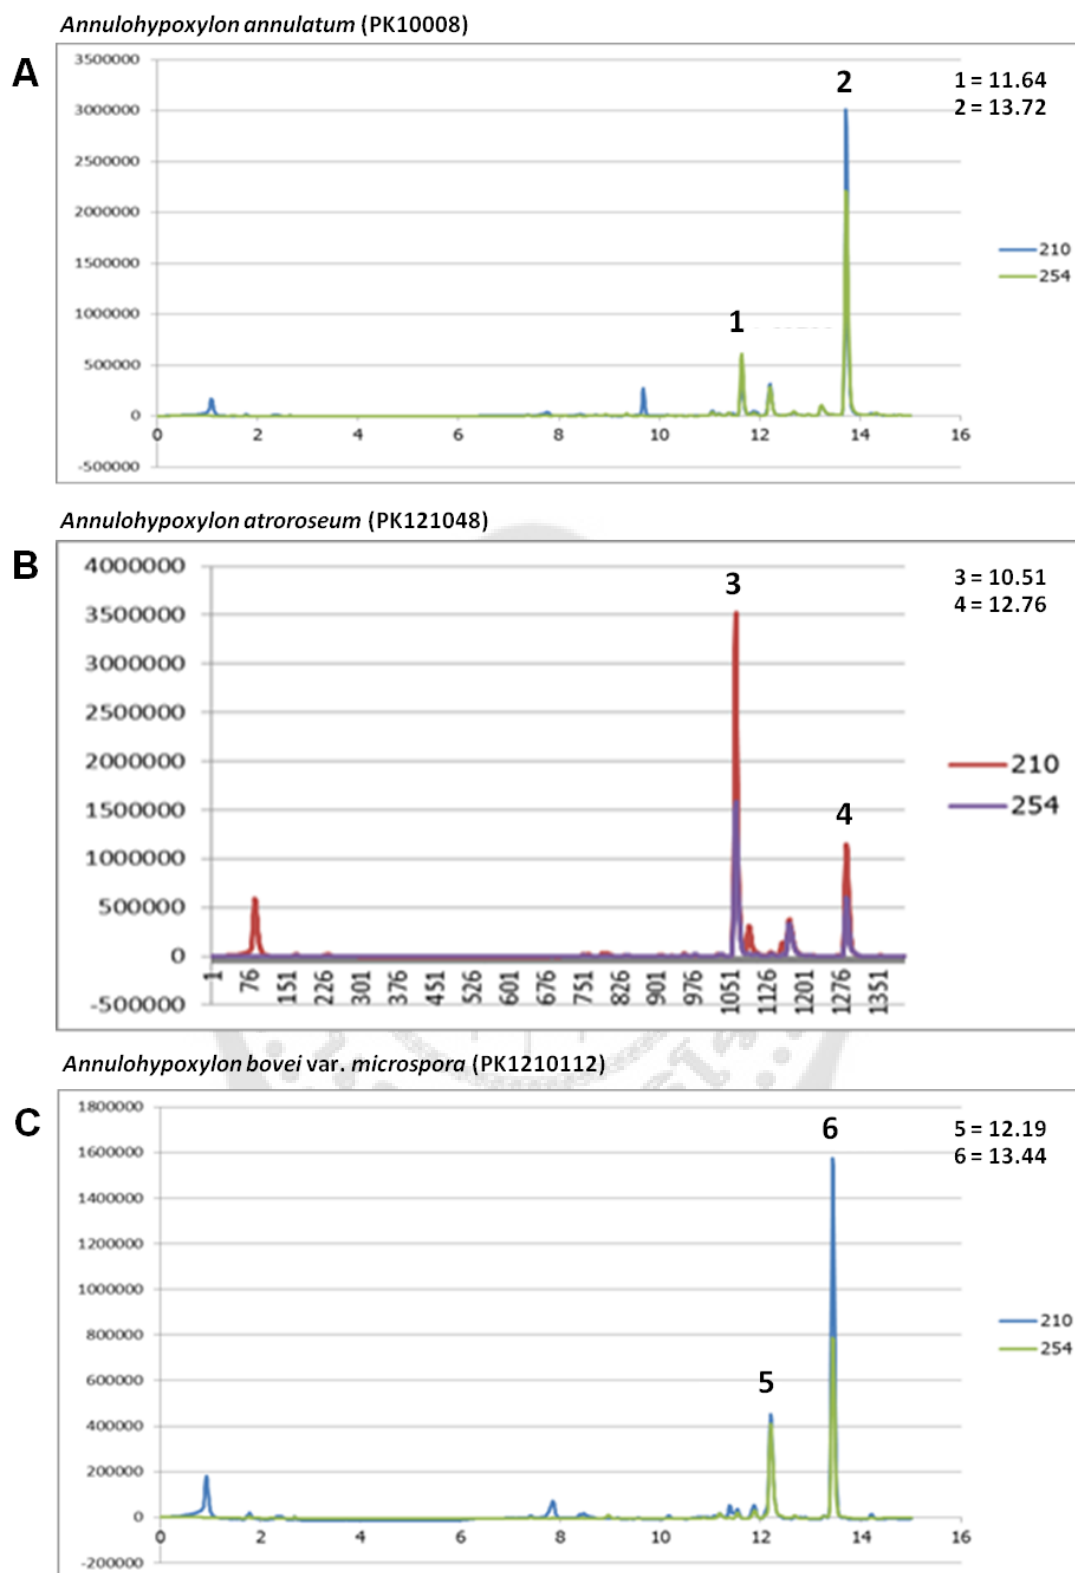 Annulohypoxylon annulatum (PK10008)
A
3500000
3000000
2500000
2000000
1500000
1000000
500000
0
-500000
0 2 4 6 8 10 12 14 16
1
2
1 = 11.64
2 = 13.72
210
254
Annulohypoxylon atroroseum (PK121048)
B
4000000
3500000
3000000
2500000
2000000
1500000
1000000
500000
0
-500000
1 76 151 226 301 376 451 526 601 676 751 826 901 976 1051 1126 1201 1276 1351
3
4
3 = 10.51
4 = 12.76
210
254
Annulohypoxylon bovei var. microspora (PK1210112)
C
1800000
1600000
1400000
1200000
1000000
800000
600000
400000
200000
0
-200000
0 2 4 6 8 10 12 14 16
5
6
5 = 12.19
6 = 13.44
210
254